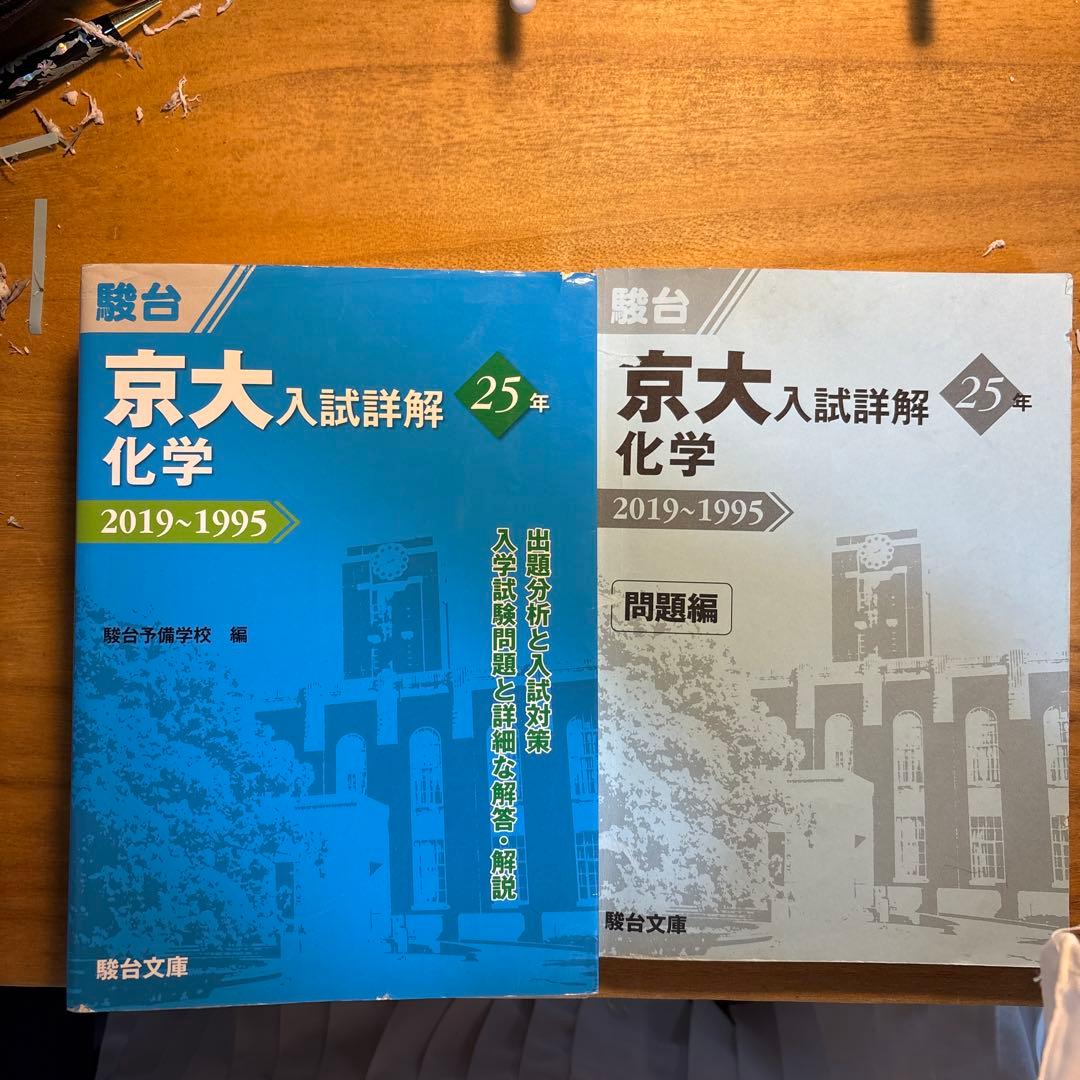 駿台
京大入試詳解 25年
化学
2019~1995
出題分析と入試対策
入学試験問題と詳細な解答・解説
駿台予備学校 編
駿台文庫
駿台
京大入試詳解 25年
化学
2019~1995
問題編
駿台文庫